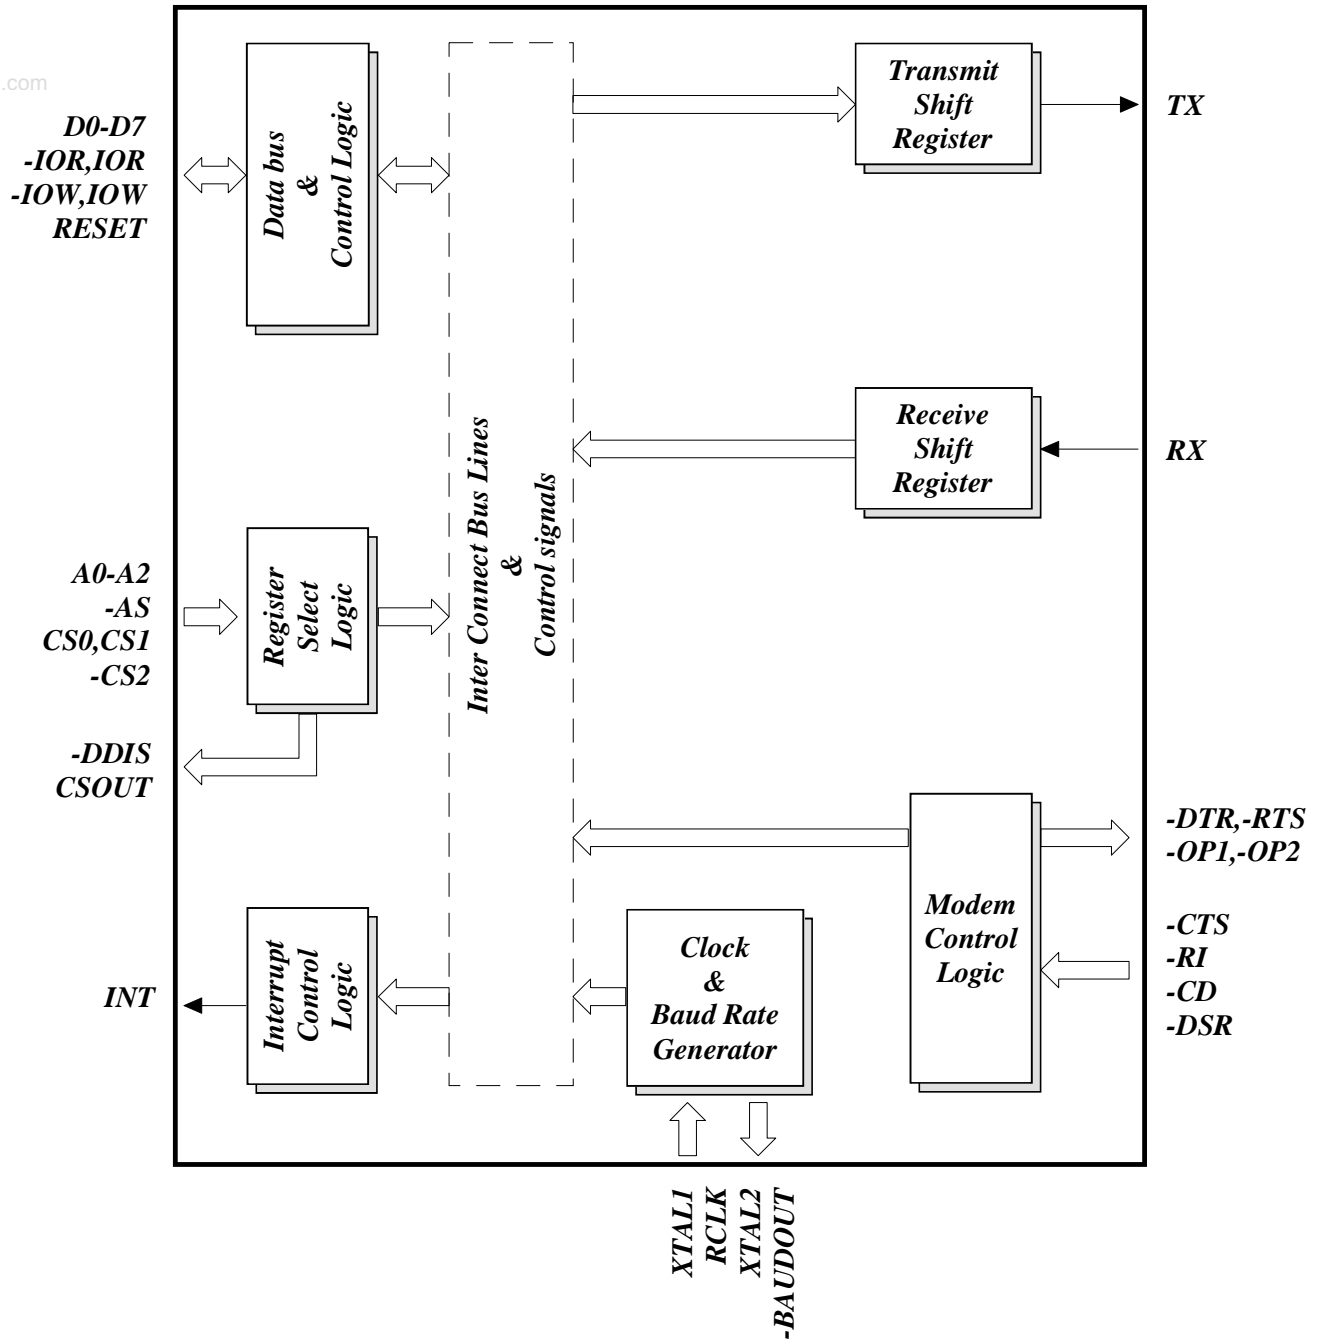 .com
D0-D7
-IOR,IOR
-IOW,IOW
RESET
Data bus
&
Control Logic
A0-A2
-AS
CS0,CS1
-CS2
Register
Select
Logic
-DDIS
CSOUT
INT
Interrupt
Control
Logic
Inter Connect Bus Lines
&
Control signals
Transmit
Shift
Register
TX
Receive
Shift
Register
RX
Modem
Control
Logic
-DTR,-RTS
-OP1,-OP2
-CTS
-RI
-CD
-DSR
Clock
&
Baud Rate
Generator
XTAL1
RCLK
XTAL2
-BAUDOUT